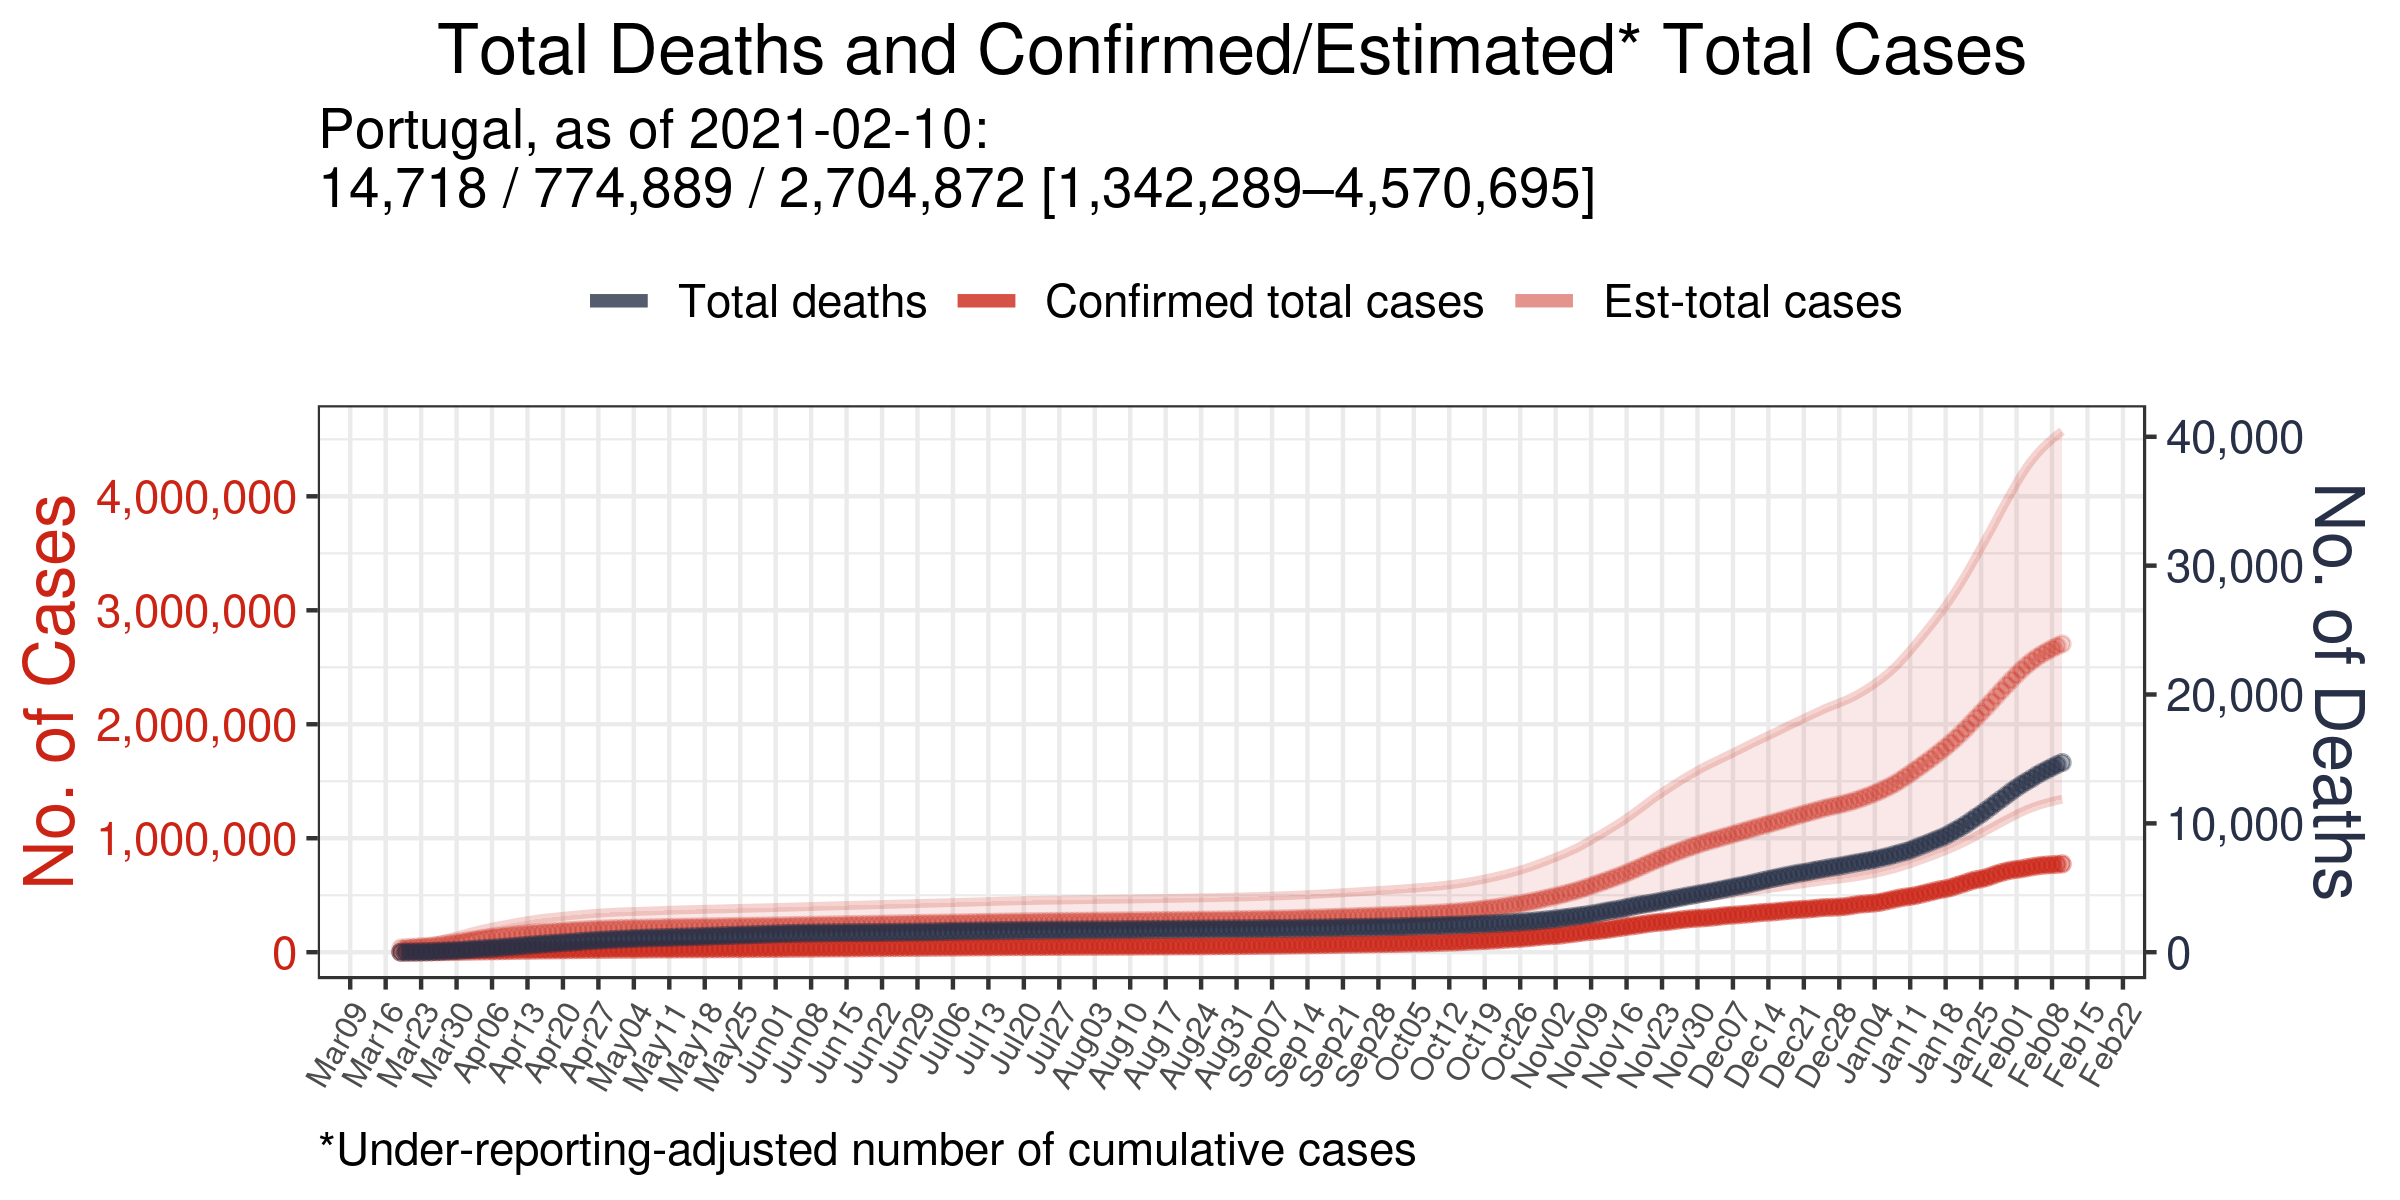 Total Deaths and Confirmed/Estimated* Total Cases
Portugal, as of 2021-02-10:
14,718 / 774,889 / 2,704,872 [1,342,289–4,570,695]
Total deaths
Confirmed total cases
Est-total cases
No. of Cases
4,000,000
3,000,000
2,000,000
1,000,000
0
40,000
30,000
20,000
10,000
0
No. of Deaths
Mar09
Mar16
Mar23
Mar30
Apr06
Apr13
Apr20
Apr27
May04
May11
May18
May25
Jun01
Jun08
Jun15
Jun22
Jun29
Jul06
Jul13
Jul20
Jul27
Aug03
Aug10
Aug17
Aug24
Aug31
Sep07
Sep14
Sep21
Sep28
Oct05
Oct12
Oct19
Oct26
Nov02
Nov09
Nov16
Nov23
Nov30
Dec07
Dec14
Dec21
Dec28
Jan04
Jan11
Jan18
Jan25
Feb01
Feb08
Feb15
Feb22
*Under-reporting-adjusted number of cumulative cases